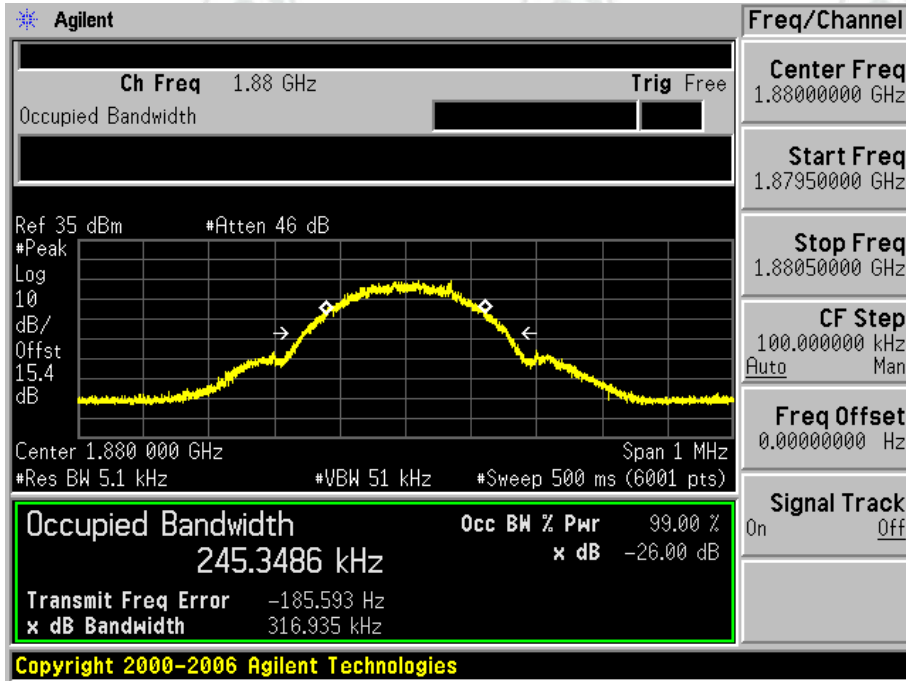 Agilent
Freq/Channel
Ch Freq 1.88 GHz Trig Free
Occupied Bandwidth
Center Freq
1.88000000 GHz
Start Freq
1.87950000 GHz
Stop Freq
1.88050000 GHz
CF Step
100.000000 kHz
Auto Man
Freq Offset
0.00000000 Hz
Signal Track
On Off
Ref 35 dBm #Atten 46 dB
#Peak
Log
10
dB/
Offst
15.4
dB
Center 1.880 000 GHz Span 1 MHz
#Res BW 5.1 kHz #VBW 51 kHz #Sweep 500 ms (6001 pts)
Occupied Bandwidth
245.3486 kHz
Occ BW % Pwr 99.00 %
x dB -26.00 dB
Transmit Freq Error -185.593 Hz
x dB Bandwidth 316.935 kHz
Copyright 2000-2006 Agilent Technologies